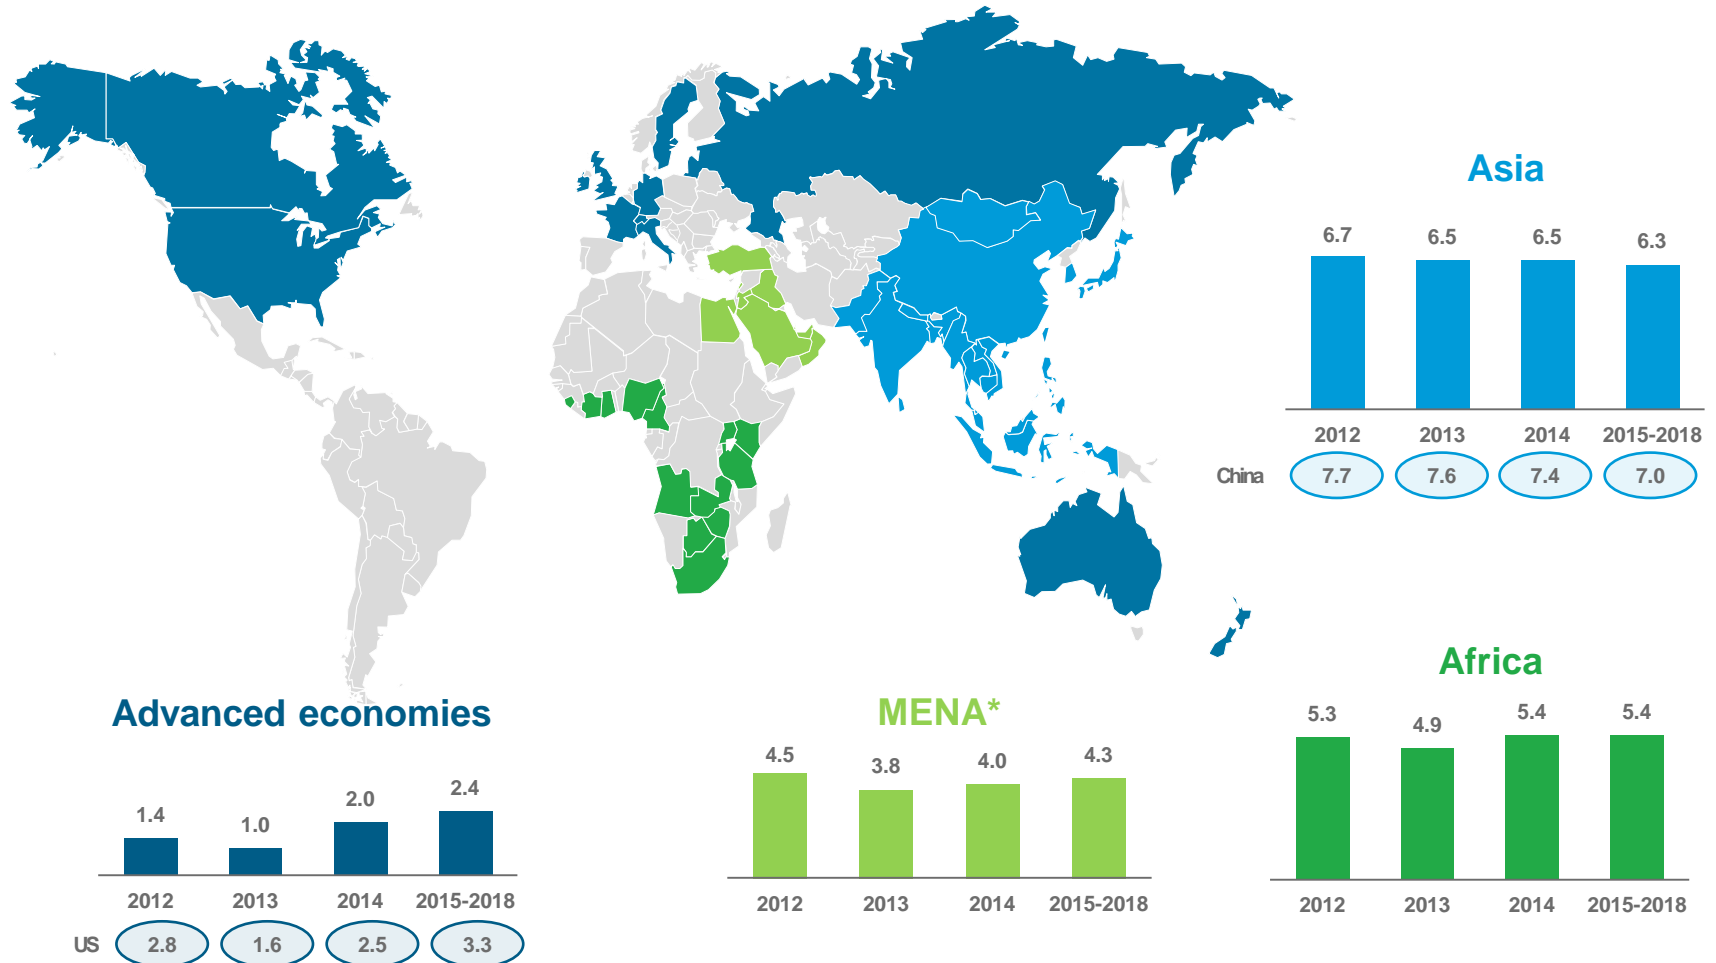 Asia
6.7 6.5 6.5 6.3
2012 2013 2014 2015-2018
China 7.7 7.6 7.4 7.0
Africa
5.3 4.9 5.4 5.4
2012 2013 2014 2015-2018
Advanced economies
1.4 1.0 2.0 2.4
2012 2013 2014 2015-2018
US 2.8 1.6 2.5 3.3
MENA*
4.5 3.8 4.0 4.3
2012 2013 2014 2015-2018